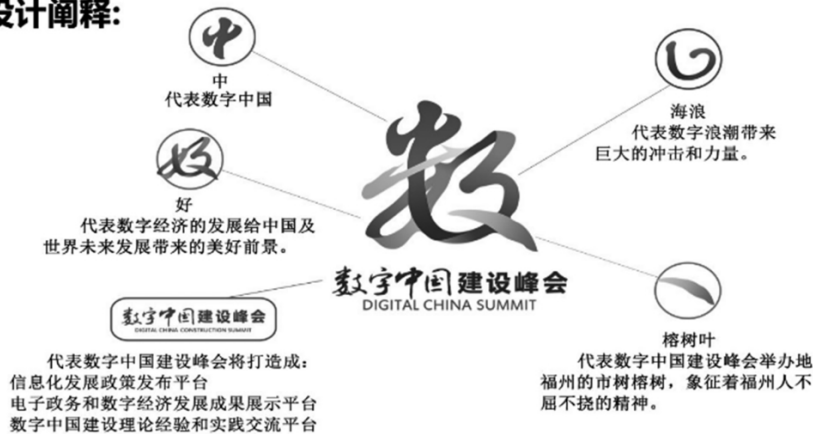 设计阐释:
中
代表数字中国
好
代表数字经济的发展给中国及
世界未来发展带来的美好前景。
数字中国建设峰会
DIGITAL CHINA CONSTRUCTION SUMMIT
代表数字中国建设峰会将打造成:
信息化发展政策发布平台
电子政务和数字经济发展成果展示平台
数字中国建设理论经验和实践交流平台
数
数字中国建设峰会
DIGITAL CHINA SUMMIT
海浪
代表数字浪潮带来
巨大的冲击和力量。
榕树叶
代表数字中国建设峰会举办地
福州的市树榕树，象征着福州人不
屈不挠的精神。